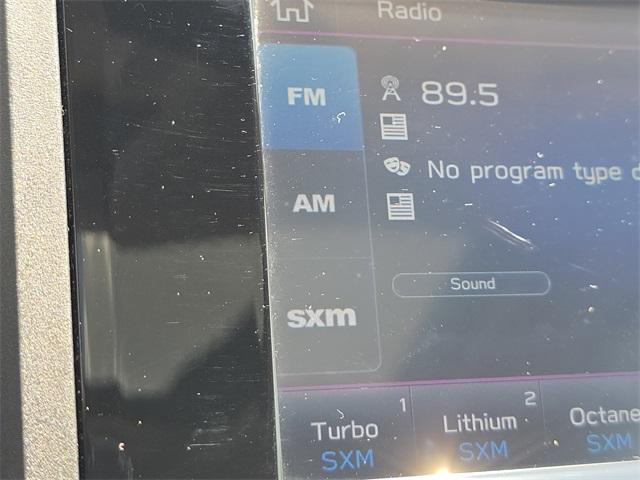 Radio
FM
89.5
No program type d
AM
Sound
sxm
1
Turbo
SXM
2
Lithium
SXM
Octane
SXM